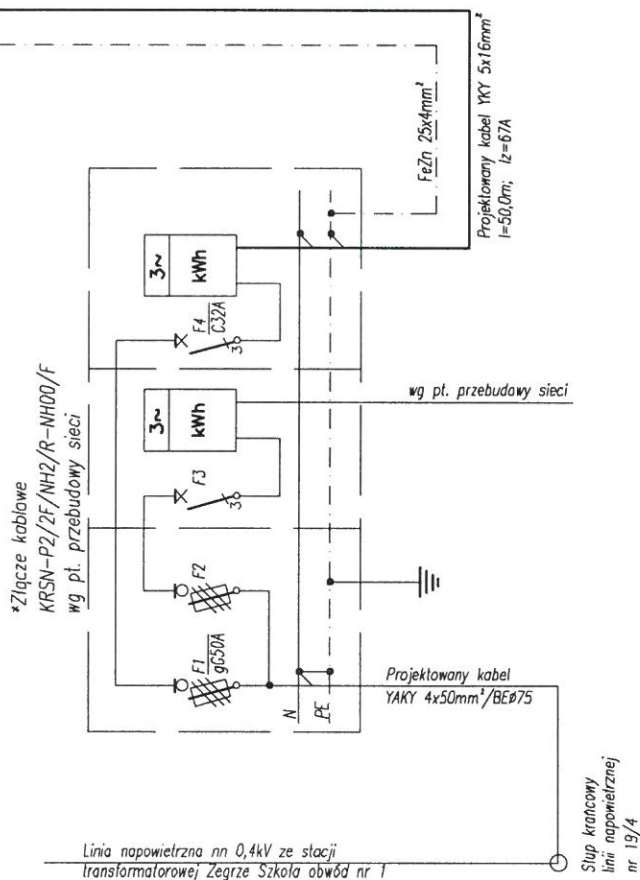 *Złącze kablowe
KRSN-P2/2F/NH2/R-NH00/F
wg pt. przebudowy sieci
3~
kWh
F4
C32A
3
3~
kWh
F3
3
F2
F1
gG50A
N
PE
FeZn 25x4mm²
Projektowany kabel YKY 5x16mm²
l=50,0m; Iz=67A
wg pt. przebudowy sieci
Projektowany kabel
YAKY 4x50mm²/BEø75
Linia napowietrzna nn 0,4kV ze stacji
transformatorowej Zegrze Szkoła obwód nr 1
Słup krańcowy
linii napowietrznej
nr 19/4